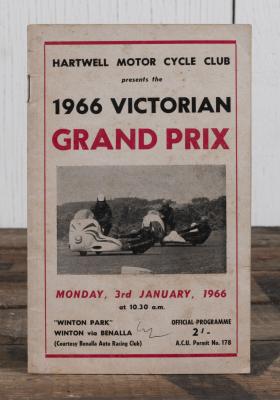 HARTWELL MOTOR CYCLE CLUB
presents the
1966 VICTORIAN
GRAND PRIX
MONDAY, 3rd JANUARY, 1966
at 10.30 a.m.
"WINTON PARK"
WINTON via BENALLA
(Courtesy Benalla Auto Racing Club)
OFFICIAL PROGRAMME
2/-
A.C.U. Permit No. 178